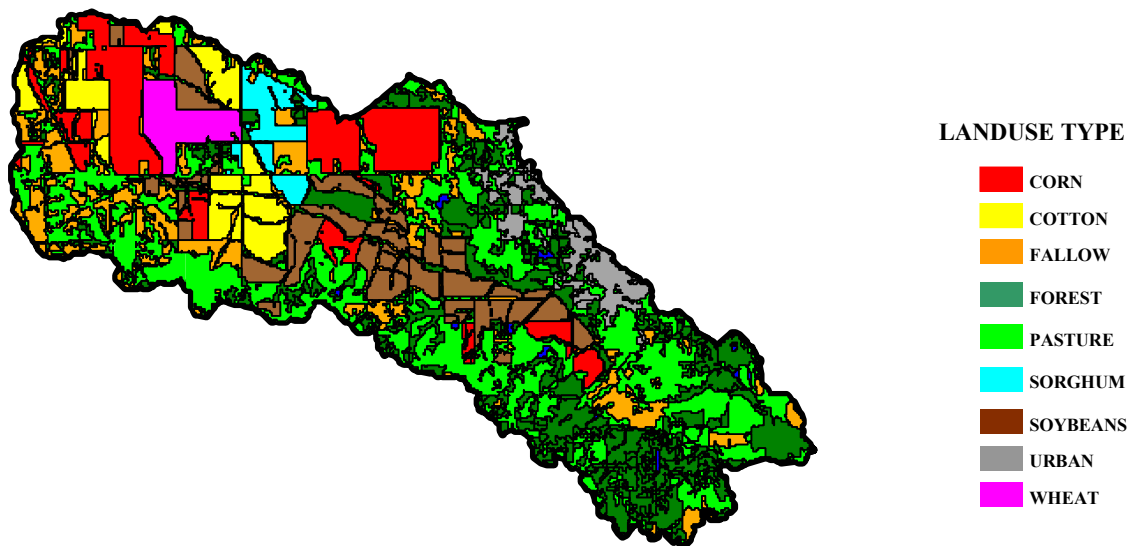 LANDUSE TYPE
CORN
COTTON
FALLOW
FOREST
PASTURE
SORGHUM
SOYBEANS
URBAN
WHEAT